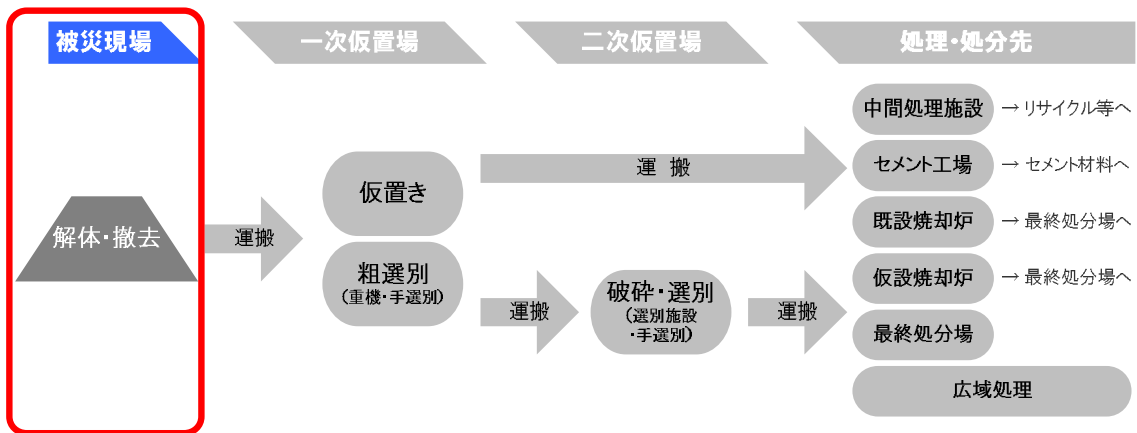 被災現場
一次仮置場
二次仮置場
処理・処分先
解体・撤去
運搬
仮置き
粗選別
（重機・手選別）
運 搬
運搬
破砕・選別
（選別施設
・手選別）
運搬
中間処理施設
→ リサイクル等へ
セメント工場
→ セメント材料へ
既設焼却炉
→ 最終処分場へ
仮設焼却炉
→ 最終処分場へ
最終処分場
広域処理